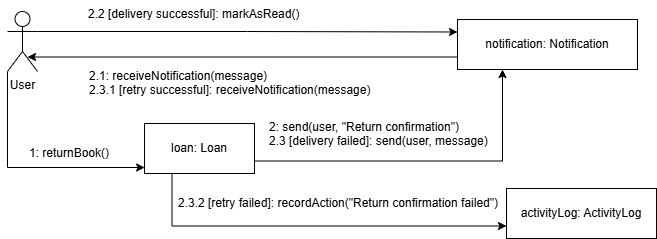 2.2 [delivery successful]: markAsRead()
notification: Notification
User
2.1: receiveNotification(message)
2.3.1 [retry successful]: receiveNotification(message)
2: send(user, "Return confirmation")
2.3 [delivery failed]: send(user, message)
1: returnBook()
loan: Loan
2.3.2 [retry failed]: recordAction("Return confirmation failed")
activityLog: ActivityLog